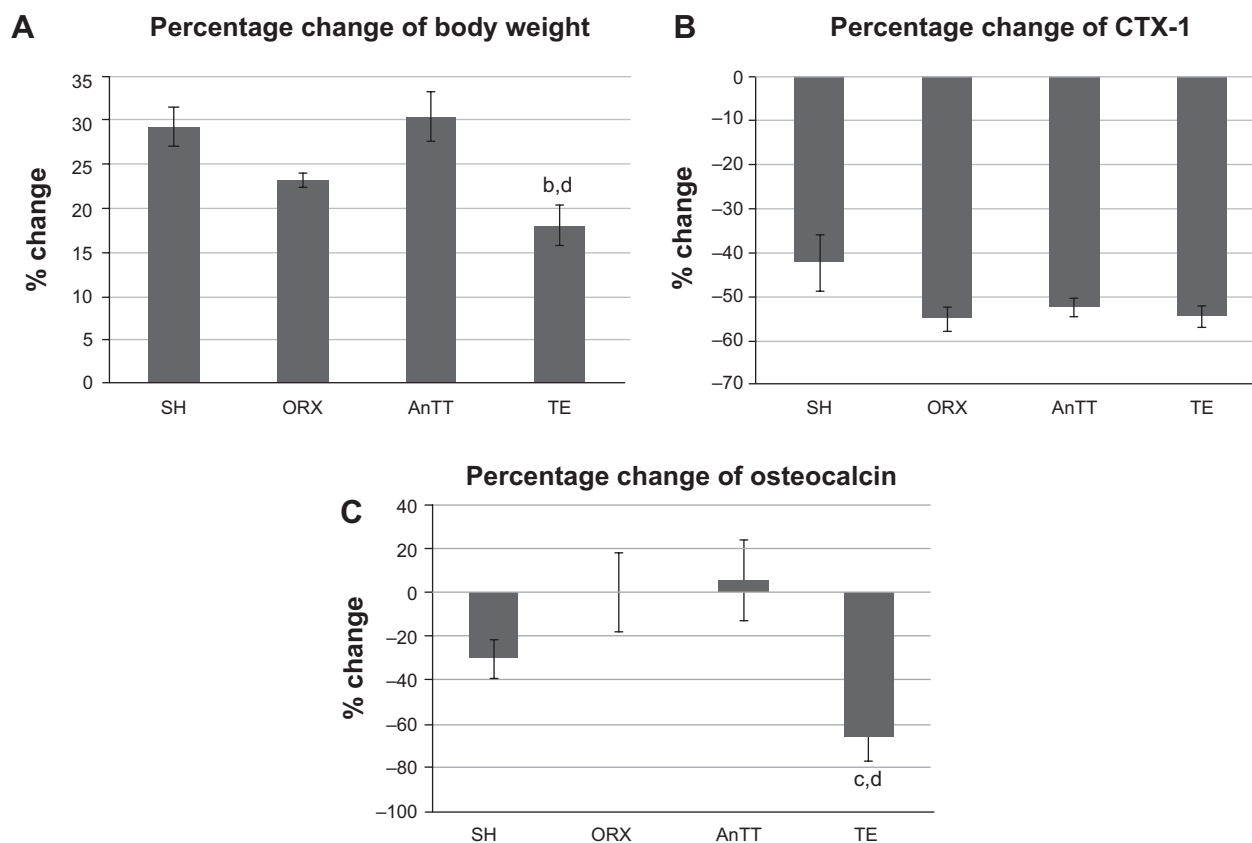 A
Percentage change of body weight
% change
35
30
25
20
15
10
5
0
b,d
SH ORX AnTT TE
B
Percentage change of CTX-1
% change
0
–10
–20
–30
–40
–50
–60
–70
SH ORX AnTT TE
C
Percentage change of osteocalcin
% change
40
20
0
–20
–40
–60
–80
–100
c,d
SH ORX AnTT TE